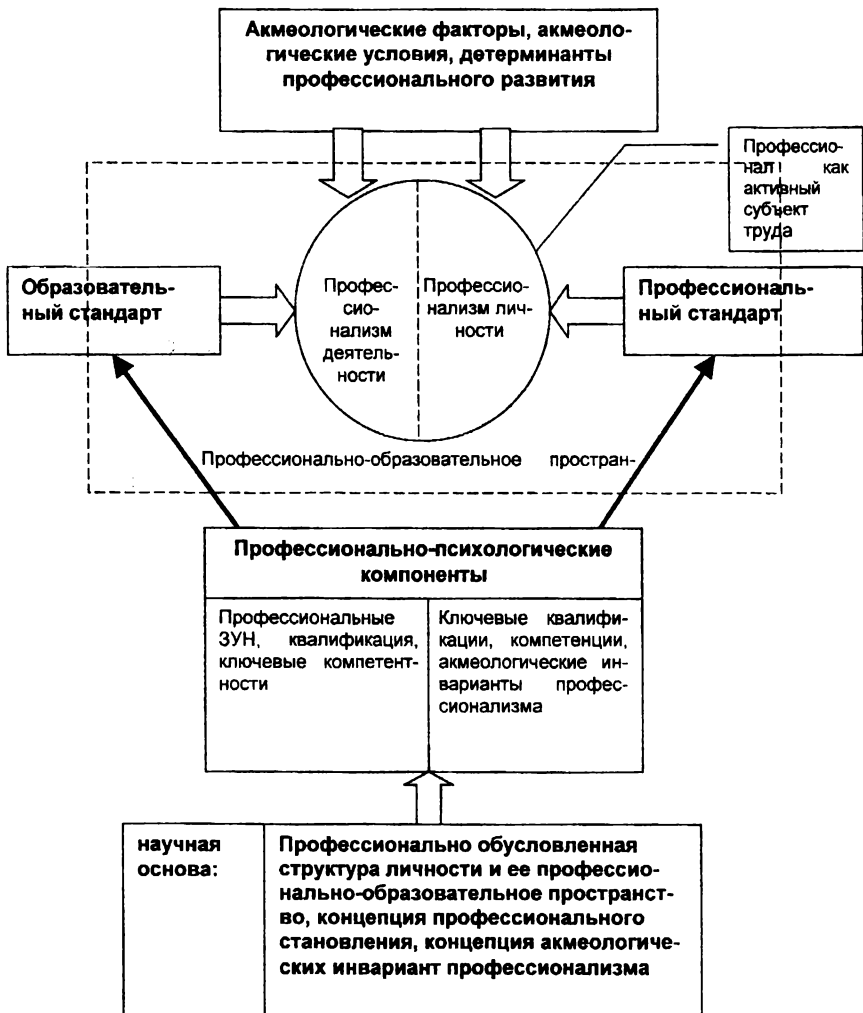 Акмеологические факторы, акмеоло-
гические условия, детерминанты
профессионального развития
Професcио-
нал как
активный
субъект
труда
Образователь-
ный стандарт
Профес-
сио-
нализм
деятель-
ности
Профессио-
нализм лич-
ности
Профессиональ-
ный стандарт
Профессионально-образовательное простран-
Профессионально-психологические
компоненты
Профессиональные
ЗУН, квалификация,
ключевые компетент-
ности
Ключевые квалифи-
кации, компетенции,
акмеологические ин-
варианты профес-
сионализма
научная
основа:
Профессионально обусловленная
структура личности и ее профессио-
нально-образовательное пространст-
во, концепция профессионального
становления, концепция акмеологиче-
ских инвариант профессионализма